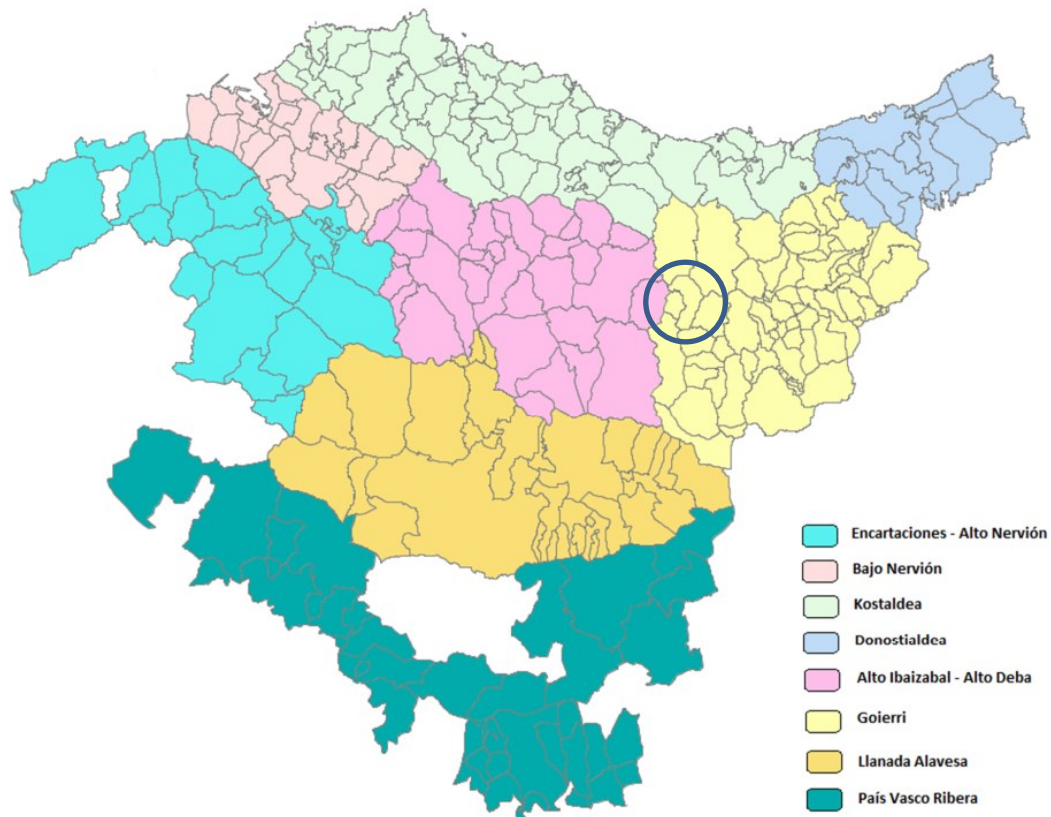 Encartaciones - Alto Nervión
Bajo Nervión
Kostaldea
Donostialdea
Alto Ibaizabal - Alto Deba
Goierri
Llanada Alavesa
País Vasco Ribera